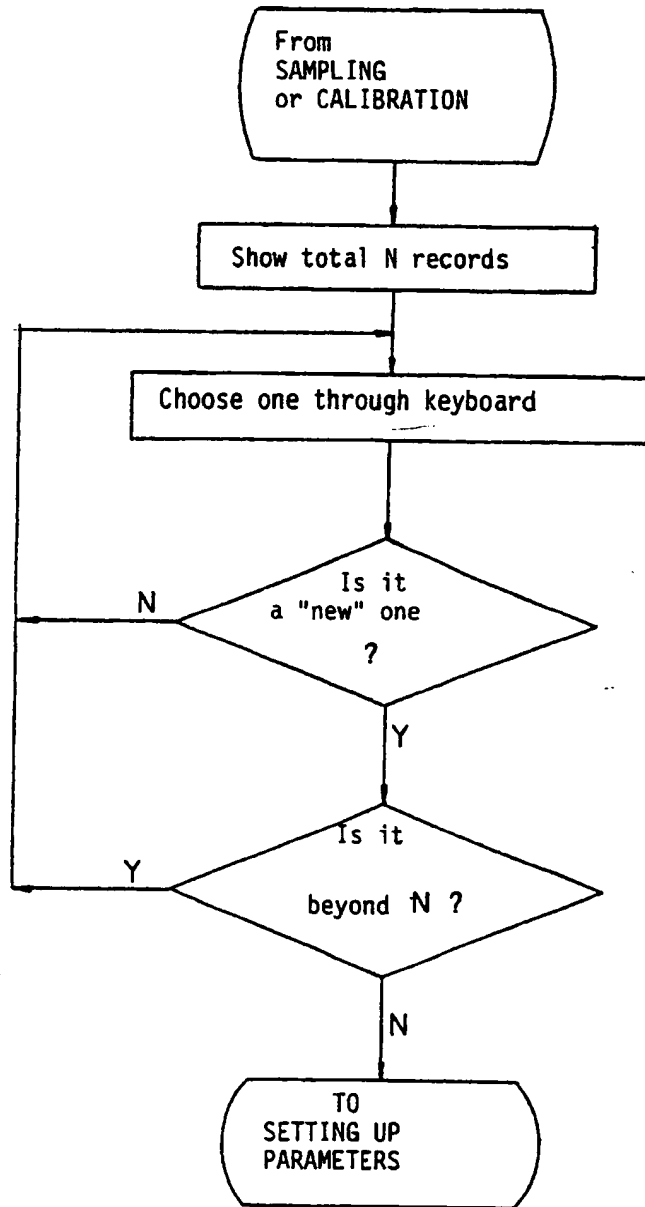 From
SAMPLING
or CALIBRATION
Show total N records
Choose one through keyboard
Is it
a "new" one
?
N
Y
Is it
beyond N ?
Y
N
TO
SETTING UP
PARAMETERS